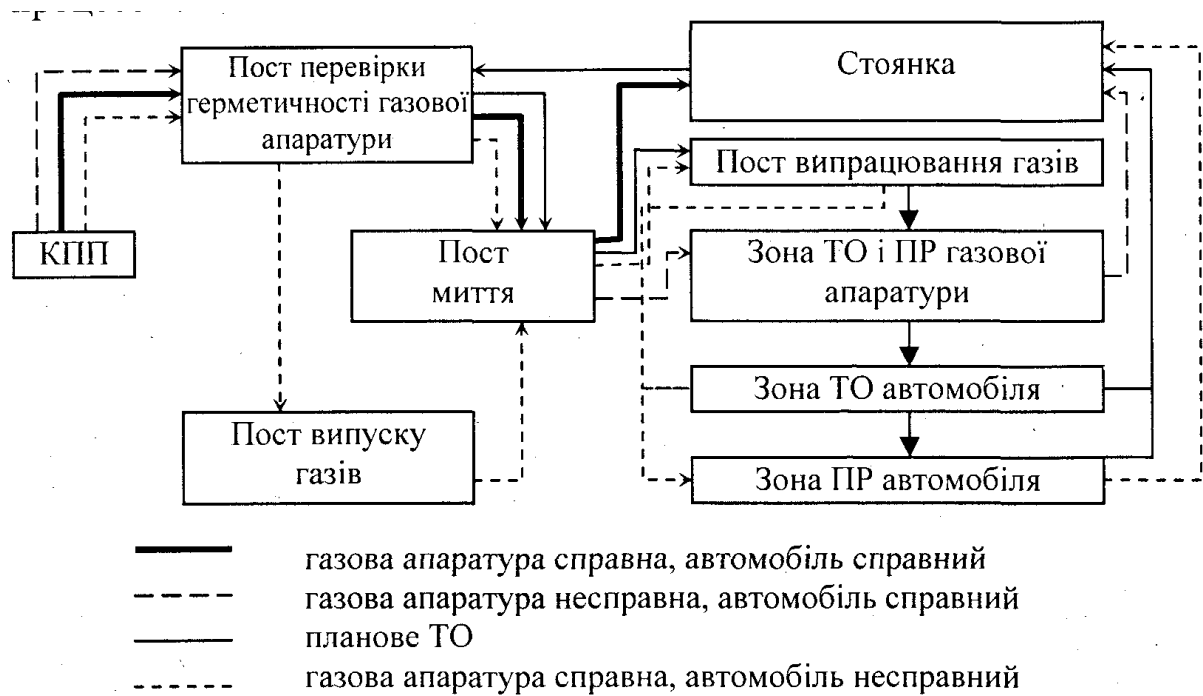 Пост перевірки
герметичності газової
апаратури
Стоянка
Пост випрацювання газів
КПП
Пост
миття
Зона ТО і ПР газової
апаратури
Зона ТО автомобіля
Пост випуску
газів
Зона ПР автомобіля
газова апаратура справна, автомобіль справний
газова апаратура несправна, автомобіль справний
планове ТО
газова апаратура справна, автомобіль несправний